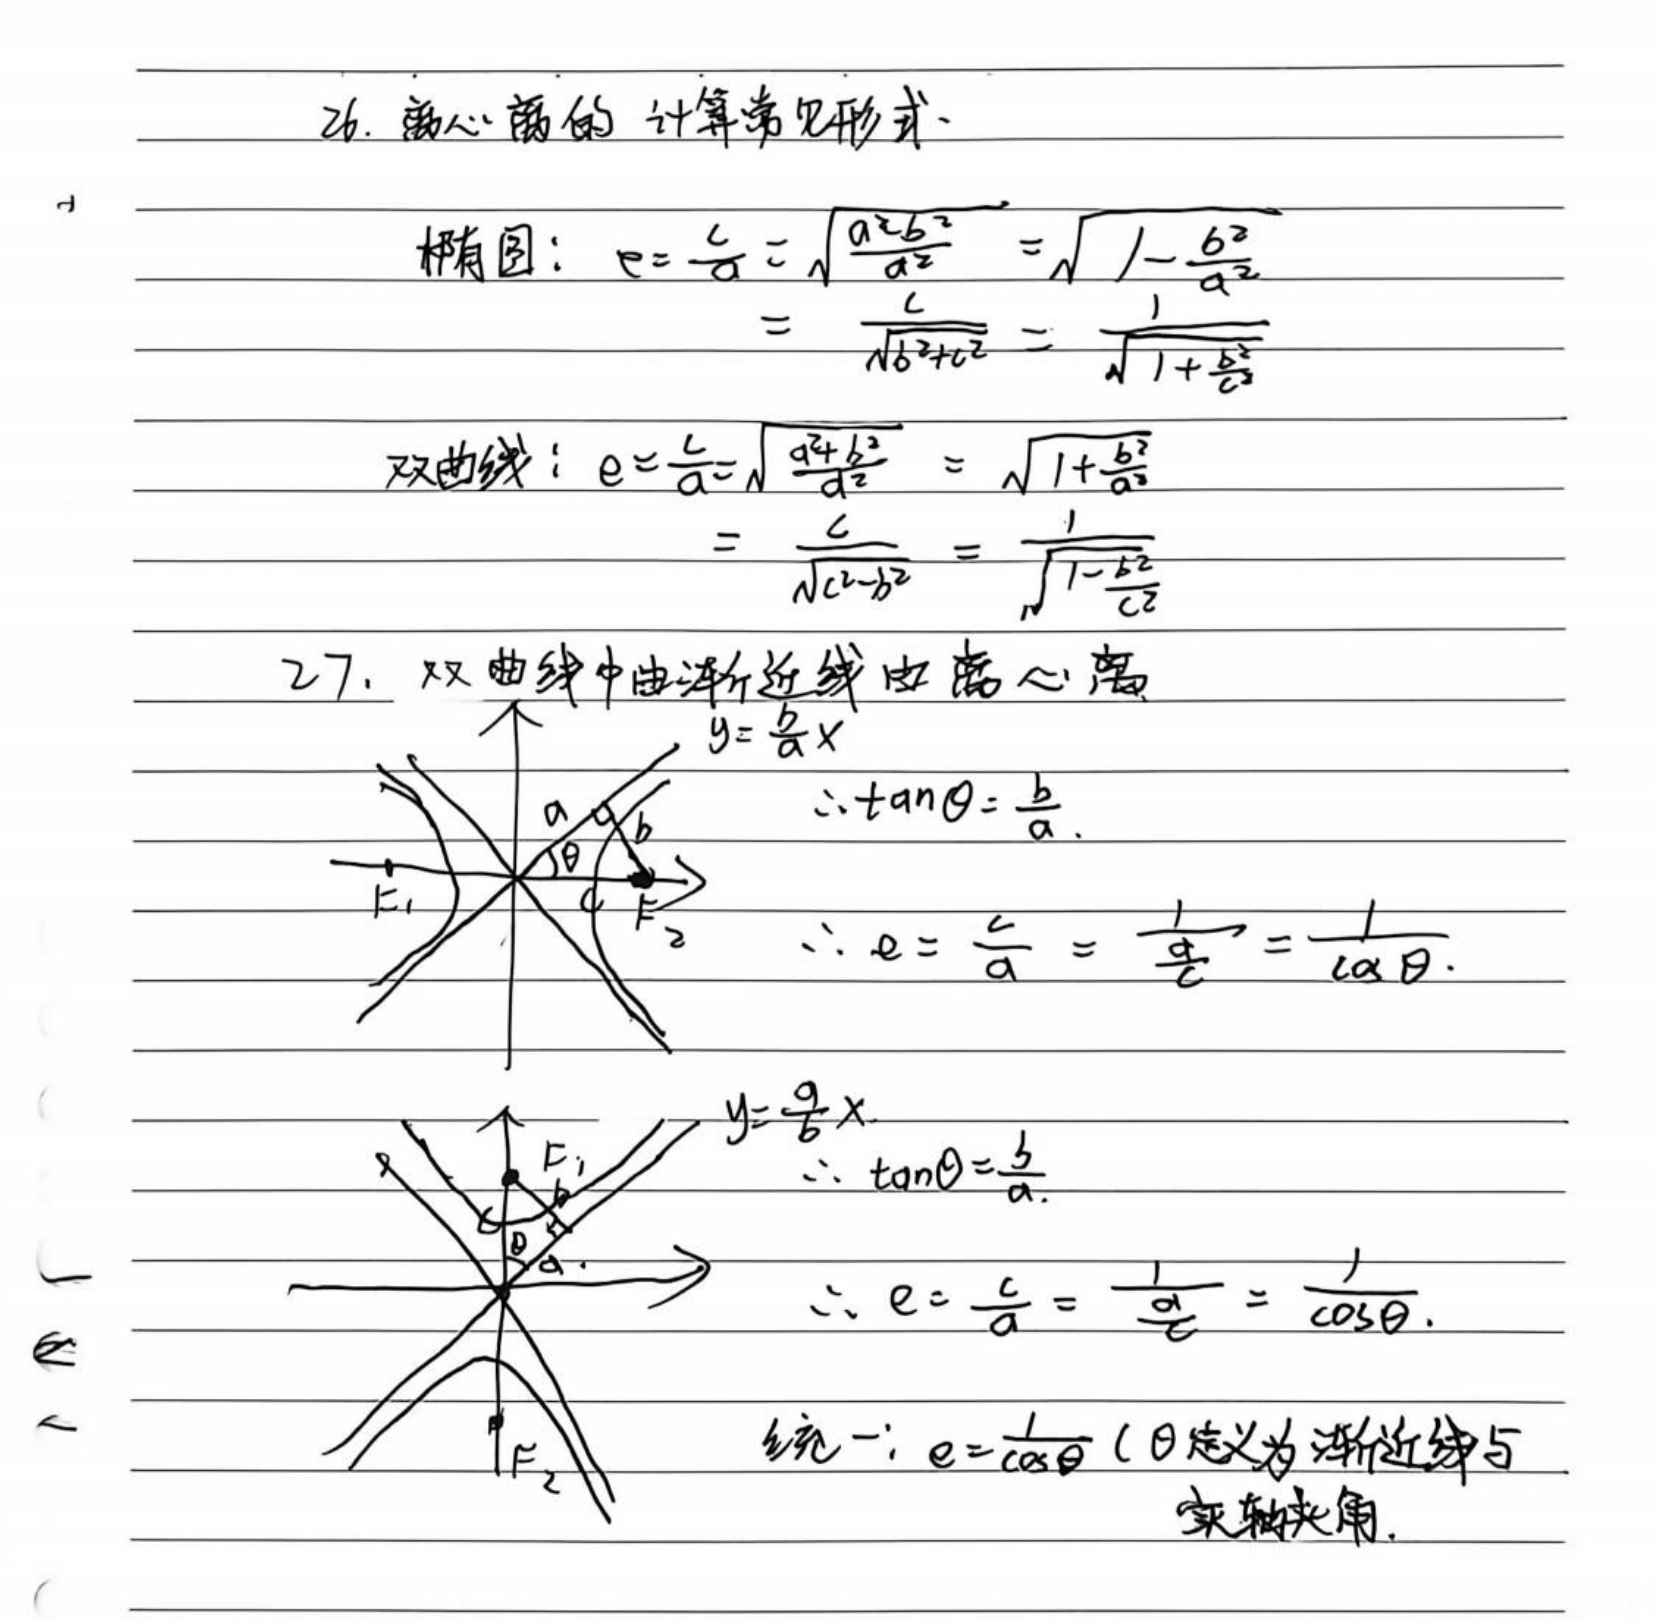 26. 离心离的 计算常见形式.
椭圆: e = c/a = √((a²-b²)/a²) = √(1 - b²/a²)
= c/√(b²+c²) = 1/√(1 + b²/c²)
双曲线: e = c/a = √((a²+b²)/a²) = √(1 + b²/a²)
= c/√(c²-b²) = 1/√(1 - b²/c²)
27. 双曲线中由渐近线由离心离
y = b/a x
∴ tanθ = b/a.
a b θ c F₁ F₂
∴ e = c/a = 1/(a/c) = 1/cosθ.
y = a/b x.
∴ tanθ = b/a.
F₁ b c θ a F₂
∴ e = c/a = 1/(a/c) = 1/cosθ.
统一: e = 1/cosθ (θ定义为渐近线与
实轴夹角.